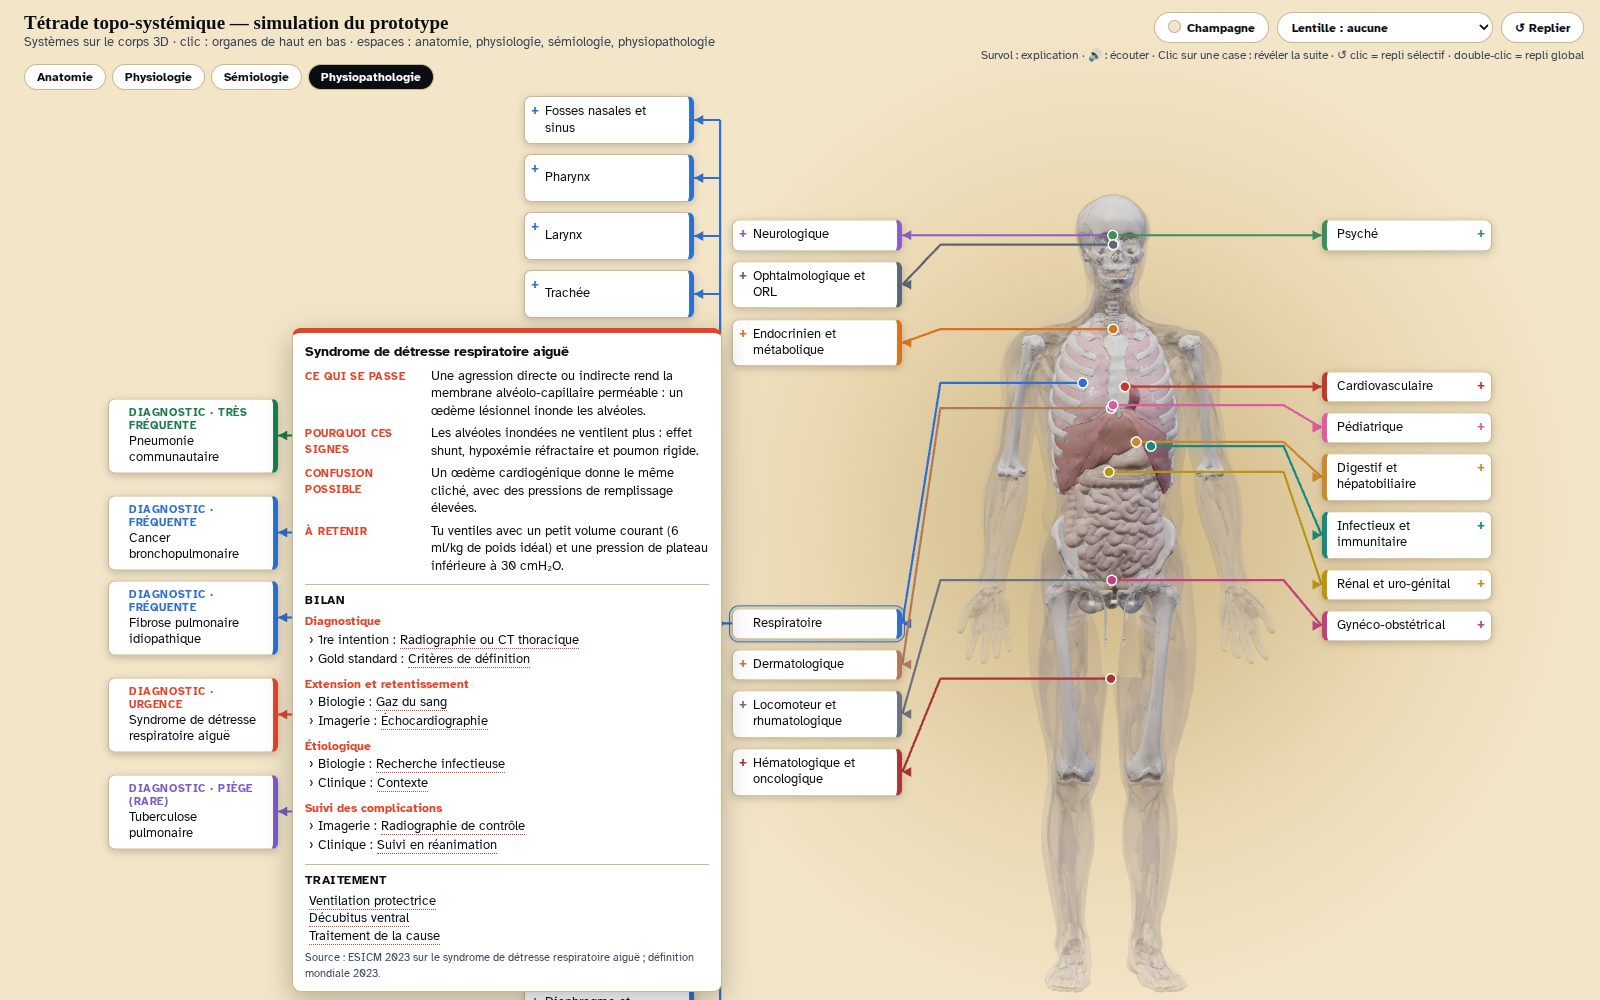 Tétrade topo-systémique — simulation du prototype
Systèmes sur le corps 3D · clic : organes de haut en bas · espaces : anatomie, physiologie, sémiologie, physiopathologie
Champagne
Lentille : aucune
↺ Replier
Survol : explication · 🔊 : écouter · Clic sur une case : révéler la suite · ↺ clic = repli sélectif · double-clic = repli global
Anatomie
Physiologie
Sémiologie
Physiopathologie
+ Fosses nasales et
sinus
+ Pharynx
+ Larynx
+ Trachée
Syndrome de détresse respiratoire aiguë
CE QUI SE PASSE
Une agression directe ou indirecte rend la
membrane alvéolo-capillaire perméable : un
œdème lésionnel inonde les alvéoles.
POURQUOI CES
SIGNES
Les alvéoles inondées ne ventilent plus : effet
shunt, hypoxémie réfractaire et poumon rigide.
CONFUSION
POSSIBLE
Un œdème cardiogénique donne le même
cliché, avec des pressions de remplissage
élevées.
À RETENIR
Tu ventiles avec un petit volume courant (6
ml/kg de poids idéal) et une pression de plateau
inférieure à 30 cmH₂O.
BILAN
Diagnostique
› 1re intention : Radiographie ou CT thoracique
› Gold standard : Critères de définition
Extension et retentissement
› Biologie : Gaz du sang
› Imagerie : Échocardiographie
Étiologique
› Biologie : Recherche infectieuse
› Clinique : Contexte
Suivi des complications
› Imagerie : Radiographie de contrôle
› Clinique : Suivi en réanimation
TRAITEMENT
Ventilation protectrice
Décubitus ventral
Traitement de la cause
Source : ESICM 2023 sur le syndrome de détresse respiratoire aiguë ; définition
mondiale 2023.
DIAGNOSTIC · TRÈS
FRÉQUENTE
Pneumonie
communautaire
DIAGNOSTIC ·
FRÉQUENTE
Cancer
bronchopulmonaire
DIAGNOSTIC ·
FRÉQUENTE
Fibrose pulmonaire
idiopathique
DIAGNOSTIC ·
URGENCE
Syndrome de détresse
respiratoire aiguë
DIAGNOSTIC · PIÈGE
(RARE)
Tuberculose
pulmonaire
Diaphragme et
+ Neurologique
+ Ophtalmologique et
ORL
+ Endocrinien et
métabolique
Respiratoire
+ Dermatologique
+ Locomoteur et
rhumatologique
+ Hématologique et
oncologique
Psyché +
Cardiovasculaire +
Pédiatrique +
Digestif et +
hépatobiliaire
Infectieux et +
immunitaire
Rénal et uro-génital +
Gynéco-obstétrical +